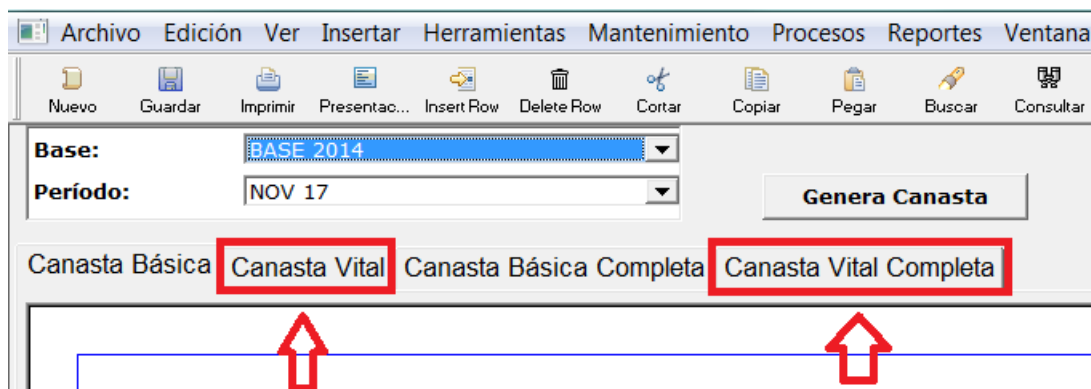 Archivo Edición Ver Insertar Herramientas Mantenimiento Procesos Reportes Ventana
Nuevo Guardar Imprimir Presentac... Insert Row Delete Row Cortar Copiar Pegar Buscar Consultar
Base: BASE 2014
Período: NOV 17
Genera Canasta
Canasta Básica Canasta Vital Canasta Básica Completa Canasta Vital Completa